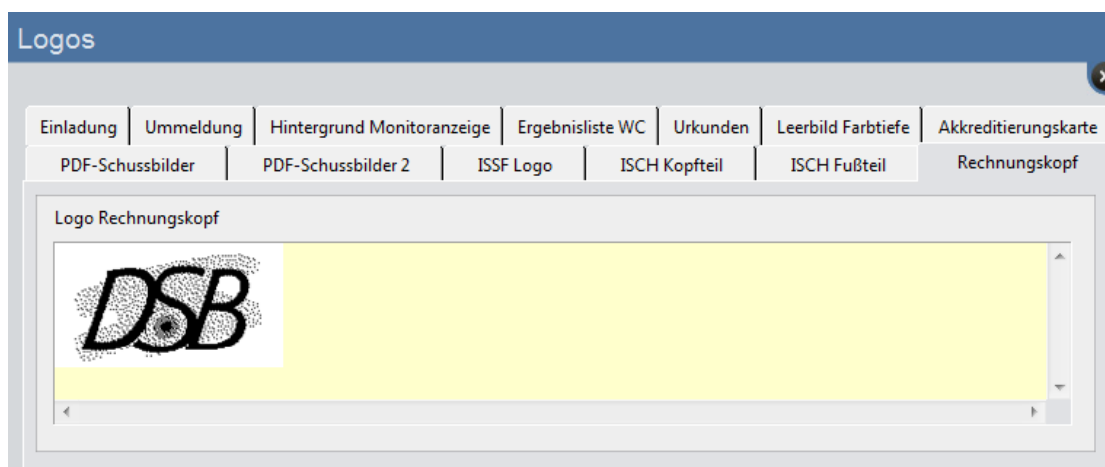 Logos
Einladung Ummeldung Hintergrund Monitoranzeige Ergebnisliste WC Urkunden Leerbild Farbtiefe Akkreditierungskarte
PDF-Schussbilder PDF-Schussbilder 2 ISSF Logo ISCH Kopfteil ISCH Fußteil Rechnungskopf
Logo Rechnungskopf
DSB